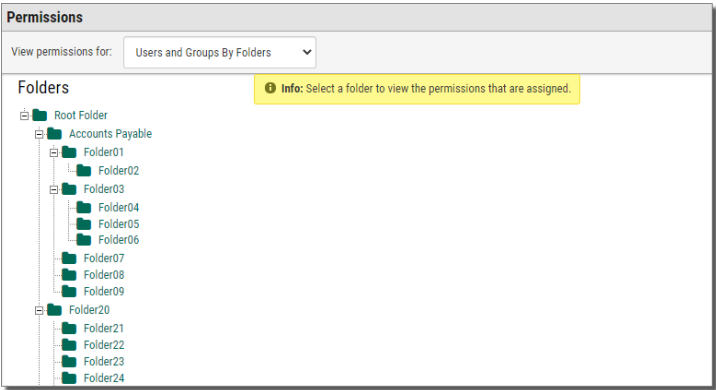 Permissions
View permissions for: Users and Groups By Folders
Folders
Info: Select a folder to view the permissions that are assigned.
Root Folder
Accounts Payable
Folder01
Folder02
Folder03
Folder04
Folder05
Folder06
Folder07
Folder08
Folder09
Folder20
Folder21
Folder22
Folder23
Folder24